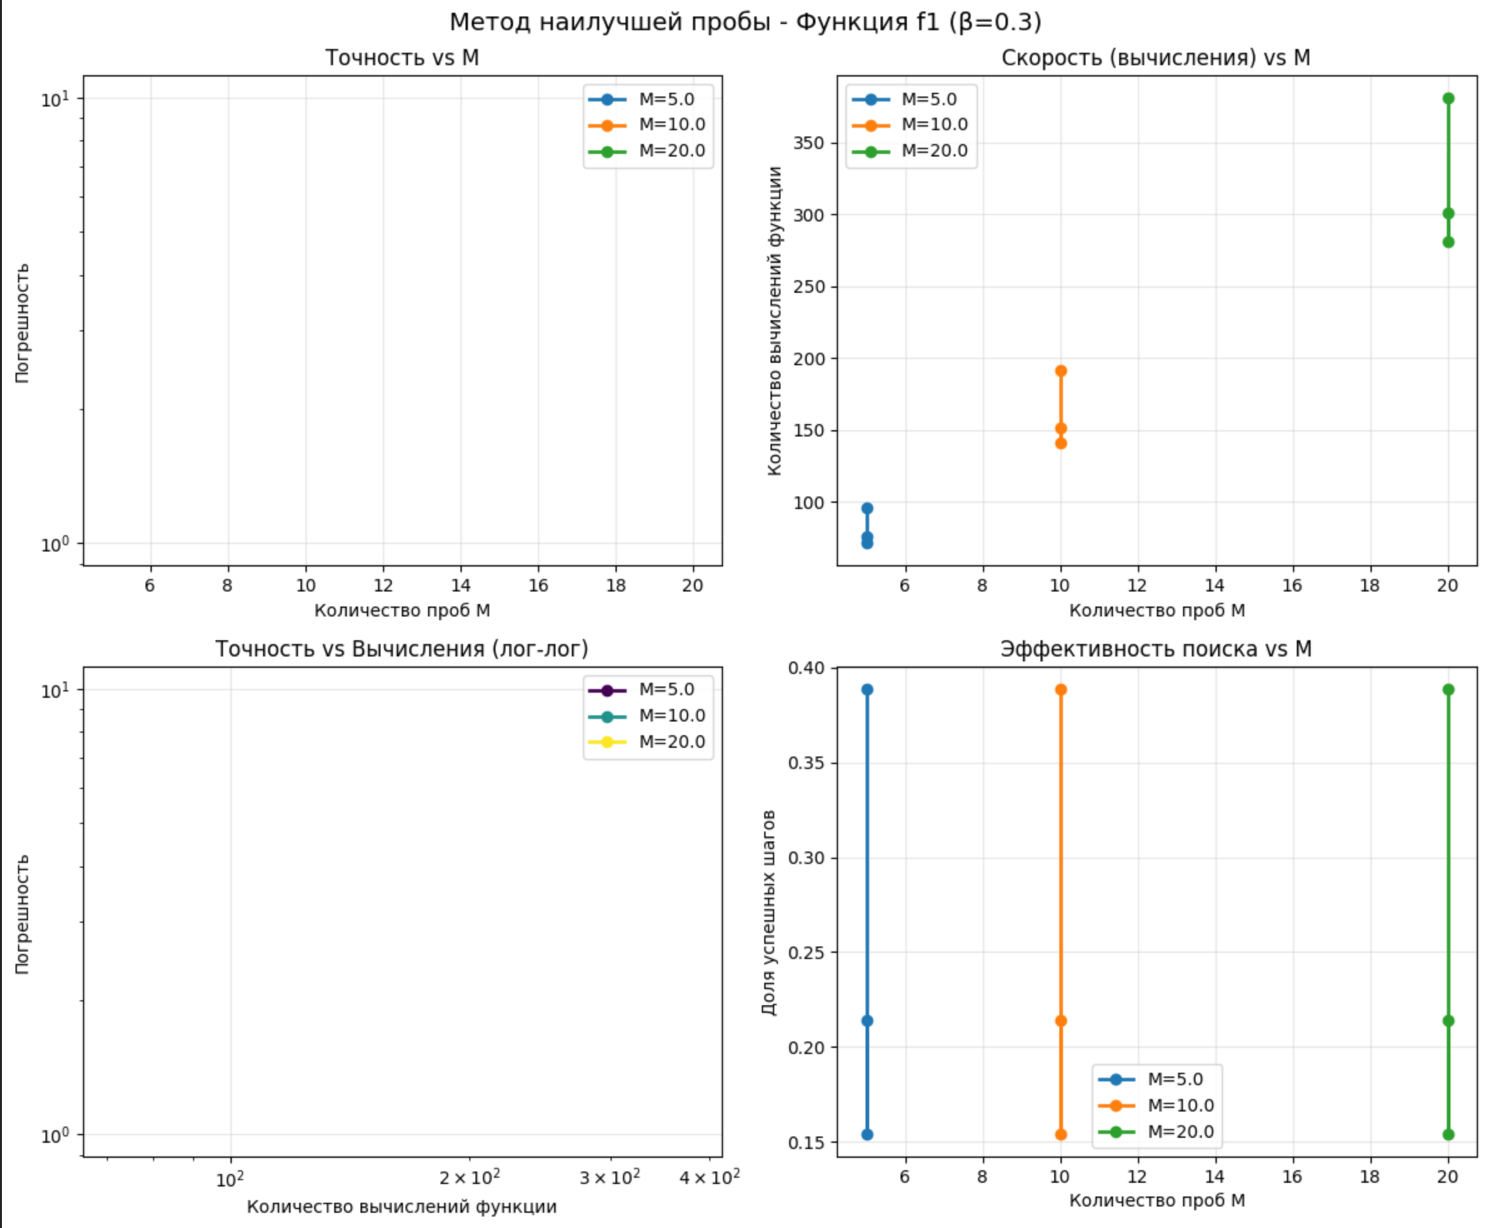 Метод наилучшей пробы - Функция f1 (β=0.3)
Точность vs M
10¹
10⁰
Погрешность
M=5.0
M=10.0
M=20.0
6 8 10 12 14 16 18 20
Количество проб M
Скорость (вычисления) vs M
350
300
250
200
150
100
Количество вычислений функции
M=5.0
M=10.0
M=20.0
6 8 10 12 14 16 18 20
Количество проб M
Точность vs Вычисления (лог-лог)
10¹
10⁰
Погрешность
M=5.0
M=10.0
M=20.0
10² 2 × 10² 3 × 10² 4 × 10²
Количество вычислений функции
Эффективность поиска vs M
0.40
0.35
0.30
0.25
0.20
0.15
Доля успешных шагов
M=5.0
M=10.0
M=20.0
6 8 10 12 14 16 18 20
Количество проб M